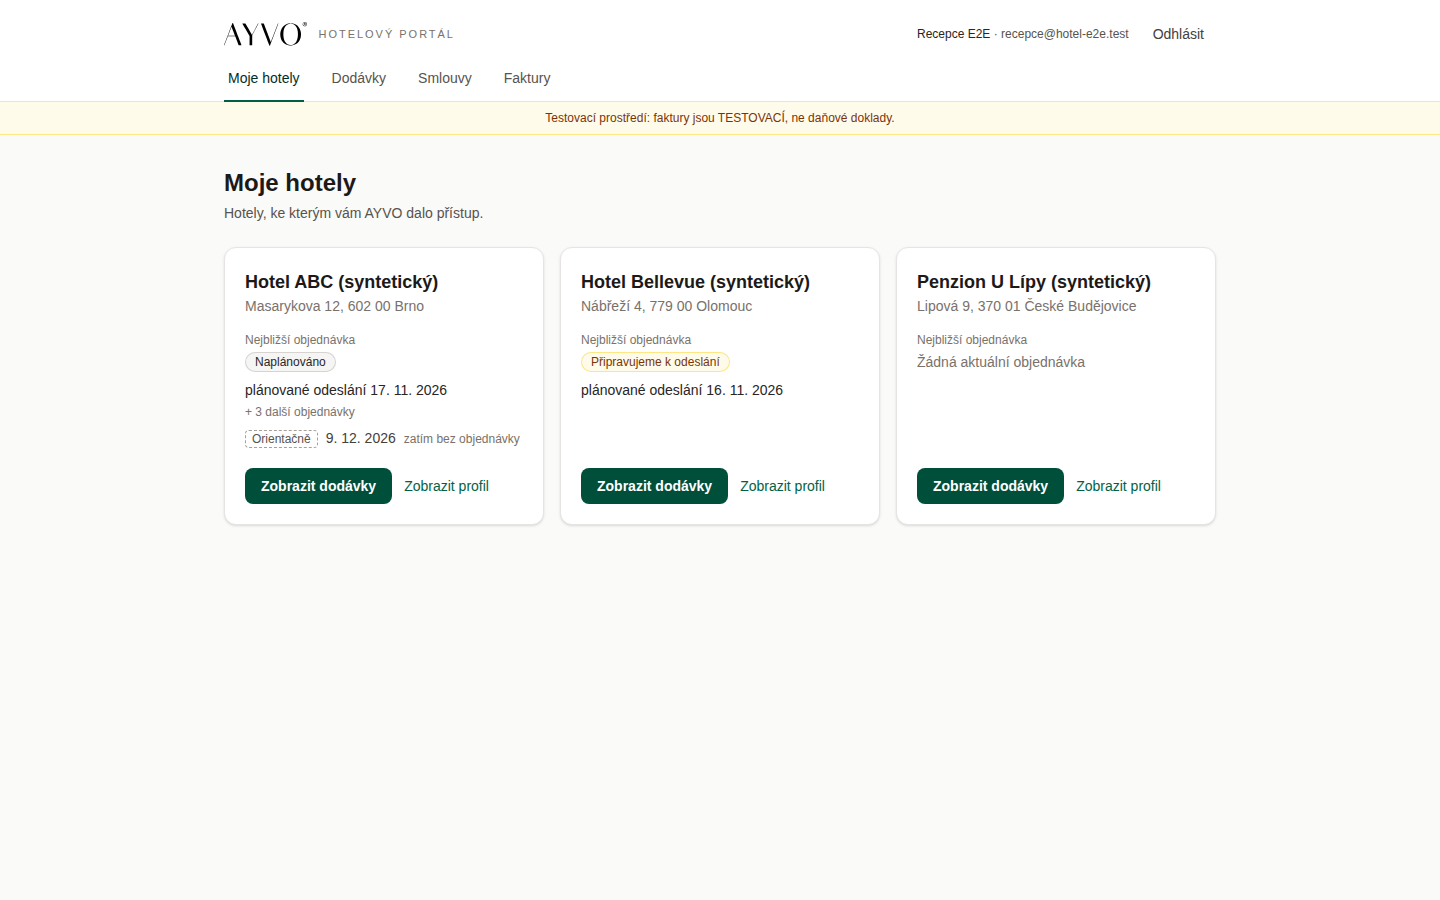 AYVO® HOTELOVÝ PORTÁL
Recepce E2E · recepce@hotel-e2e.test Odhlásit
Moje hotely Dodávky Smlouvy Faktury
Testovací prostředí: faktury jsou TESTOVACÍ, ne daňové doklady.
Moje hotely
Hotely, ke kterým vám AYVO dalo přístup.
Hotel ABC (syntetický)
Masarykova 12, 602 00 Brno
Nejbližší objednávka
Naplánováno
plánované odeslání 17. 11. 2026
+ 3 další objednávky
Orientačně 9. 12. 2026 zatím bez objednávky
Zobrazit dodávky Zobrazit profil
Hotel Bellevue (syntetický)
Nábřeží 4, 779 00 Olomouc
Nejbližší objednávka
Připravujeme k odeslání
plánované odeslání 16. 11. 2026
Zobrazit dodávky Zobrazit profil
Penzion U Lípy (syntetický)
Lipová 9, 370 01 České Budějovice
Nejbližší objednávka
Žádná aktuální objednávka
Zobrazit dodávky Zobrazit profil